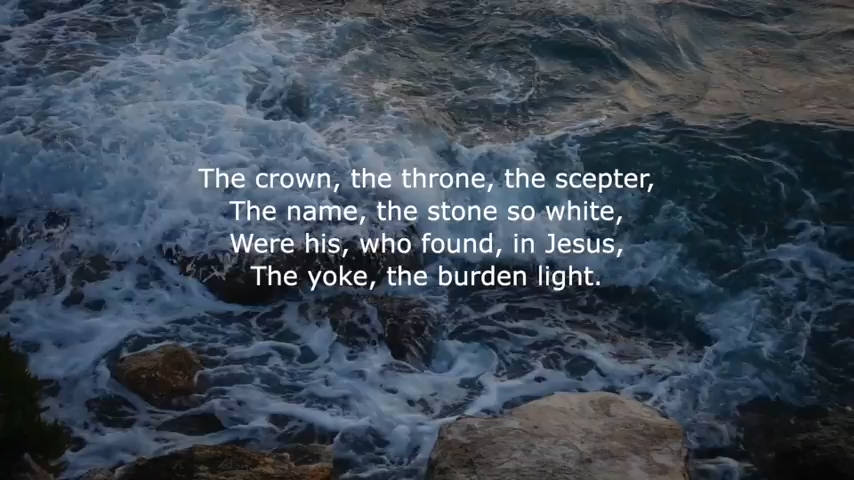 The crown, the throne, the scepter,
The name, the stone so white,
Were his, who found, in Jesus,
The yoke, the burden light.